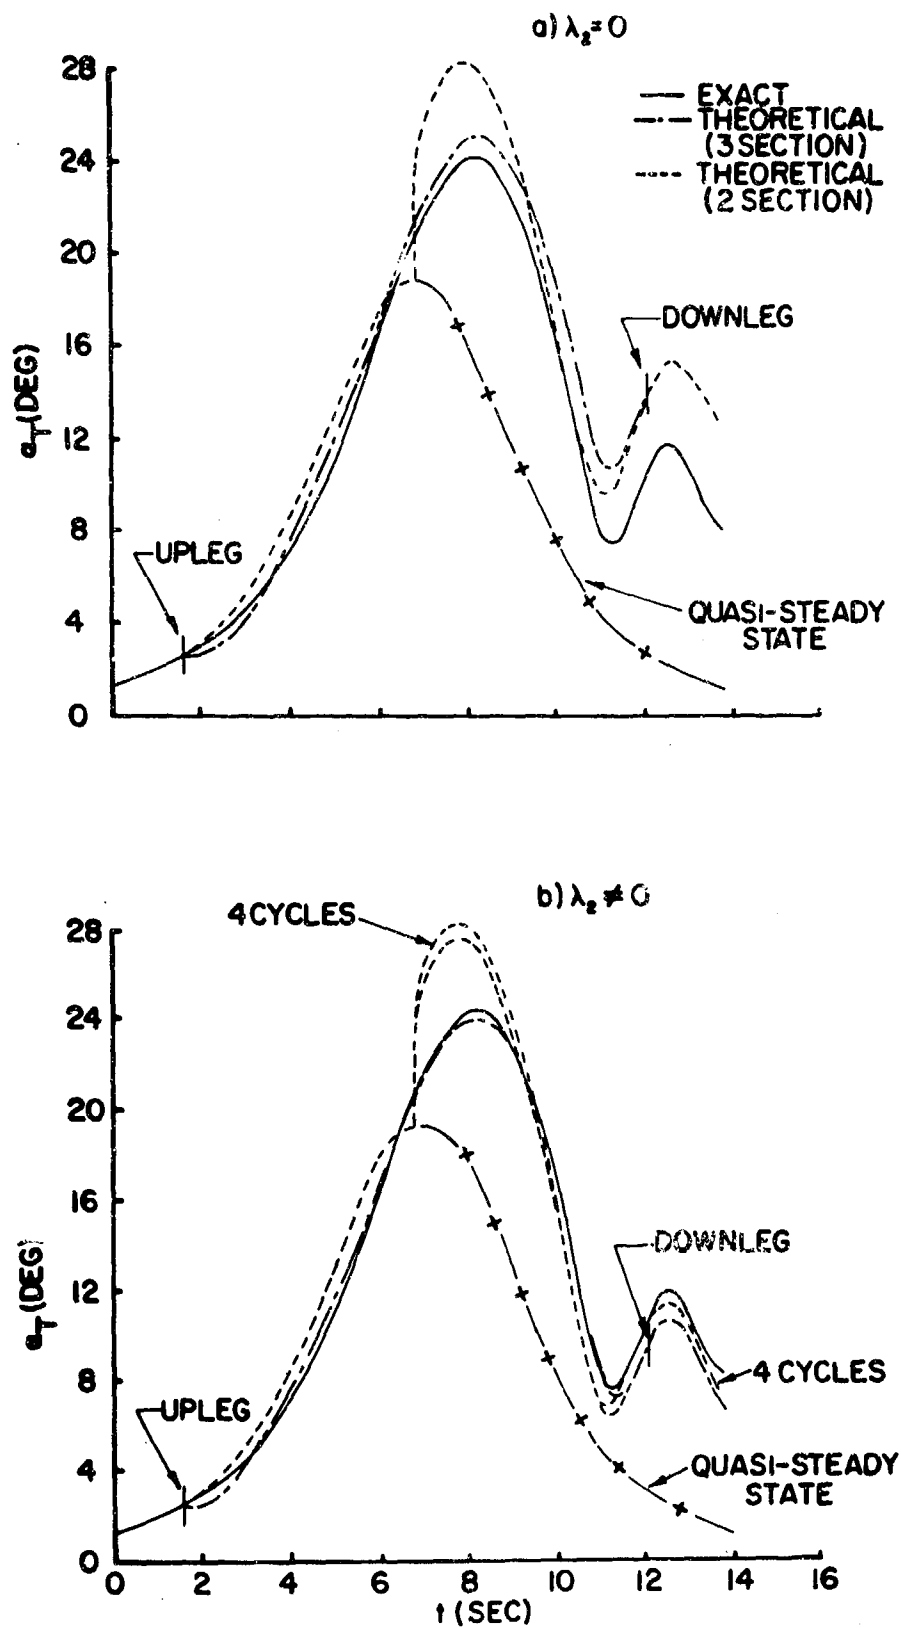 a) λ₂=0
28
24
20
16
12
8
4
0
α_T (DEG)
EXACT
THEORETICAL
(3 SECTION)
THEORETICAL
(2 SECTION)
DOWNLEG
UPLEG
QUASI-STEADY
STATE
b) λ₂ ≠ 0
28
24
20
16
12
8
4
0
α_T (DEG)
4 CYCLES
DOWNLEG
4 CYCLES
UPLEG
QUASI-STEADY
STATE
0 2 4 6 8 10 12 14 16
t (SEC)